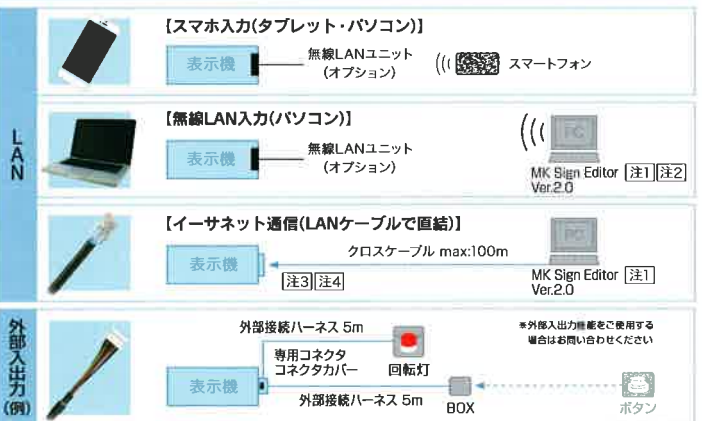 LAN
【スマホ入力(タブレット・パソコン)】
表示機
無線LANユニット
(オプション)
スマートフォン
【無線LAN入力(パソコン)】
表示機
無線LANユニット
(オプション)
PC
MK Sign Editor 注1 注2
Ver.2.0
【イーサネット通信(LANケーブルで直結)】
表示機
クロスケーブル max:100m
注3 注4
PC
MK Sign Editor 注1
Ver.2.0
外部入出力
(例)
外部接続ハーネス 5m
専用コネクタ
コネクタカバー
回転灯
表示機
外部接続ハーネス 5m
BOX
ボタン
*外部入出力機能をご使用する
場合はお問い合わせください